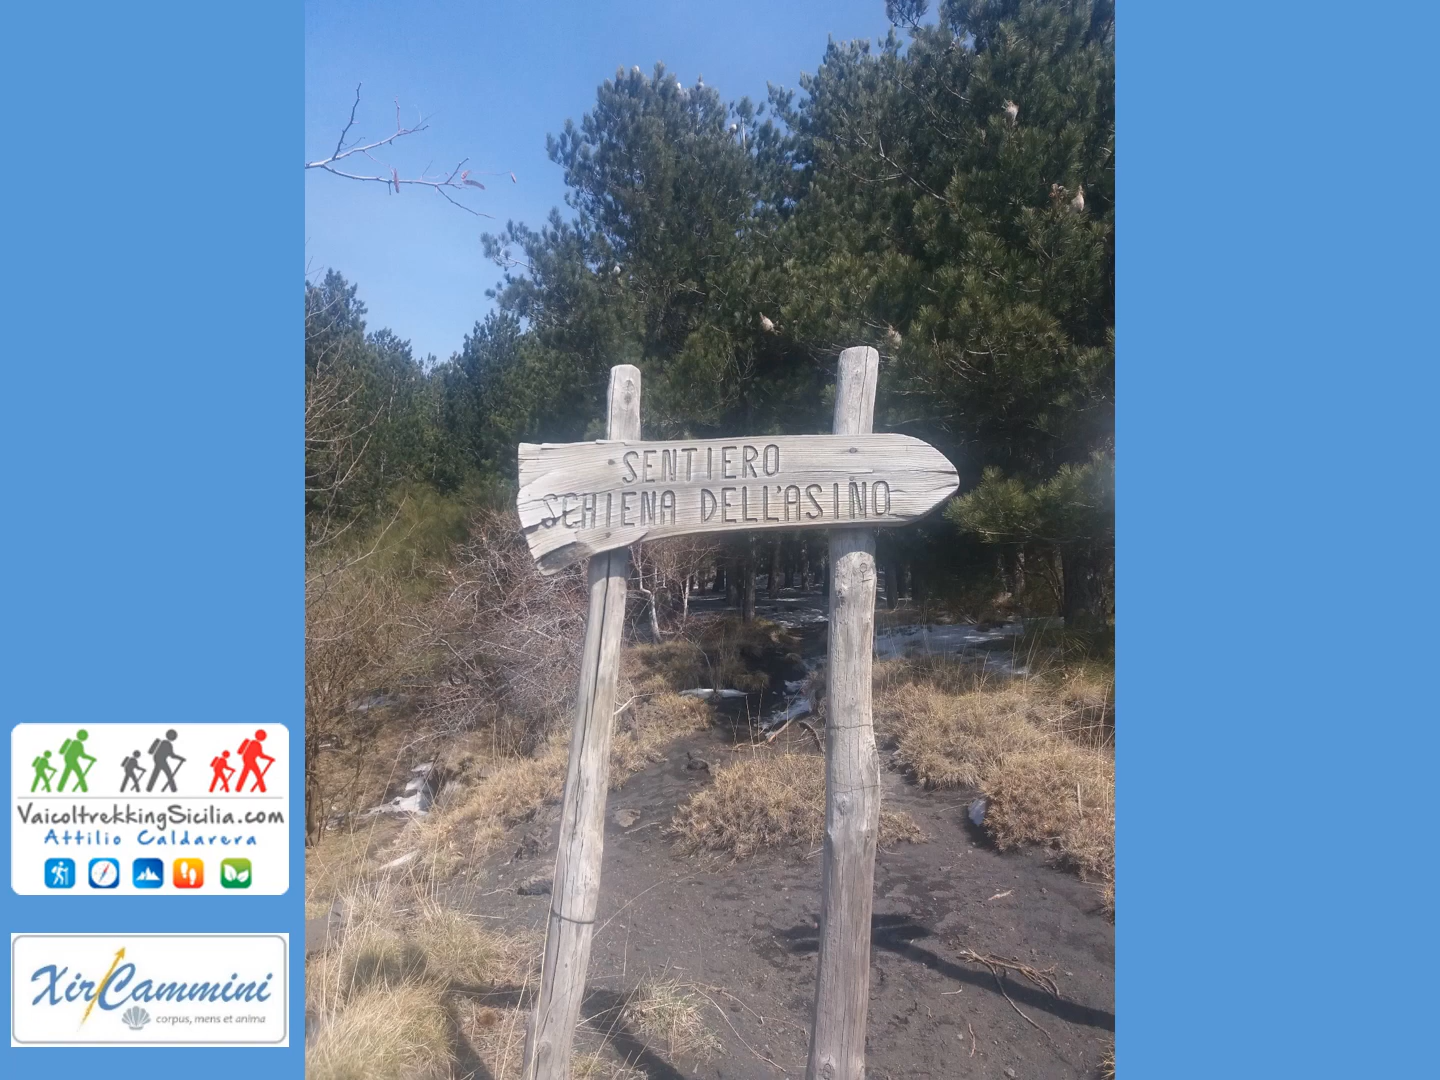 SENTIERO
SCHIENA DELL'ASINO
VaicoltrekkingSicilia.com
Attilio Caldarera
XirCammini
corpus, mens et anima